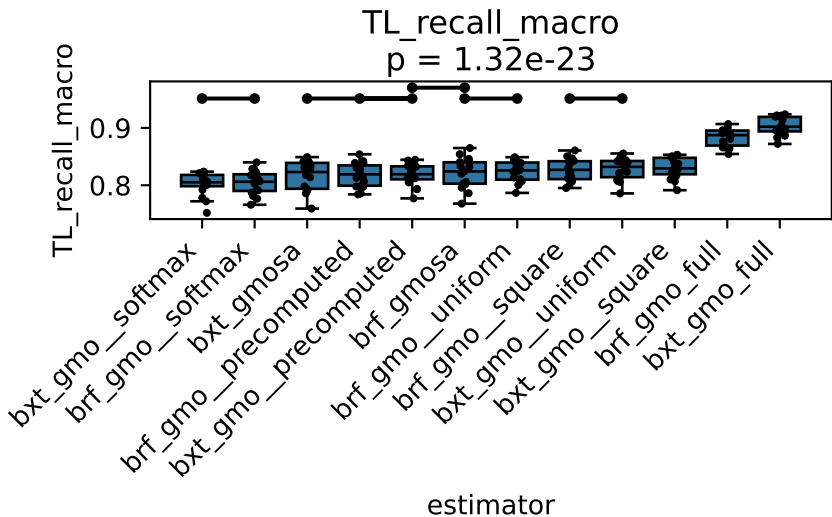 TL_recall_macro
p = 1.32e-23
TL_recall_macro
0.9
0.8
bxt_gmo__softmax
brf_gmo__softmax
bxt_gmosa
brf_gmo__precomputed
bxt_gmo__precomputed
brf_gmosa
brf_gmo__uniform
brf_gmo__square
bxt_gmo__uniform
bxt_gmo__square
brf_gmo_full
bxt_gmo_full
estimator